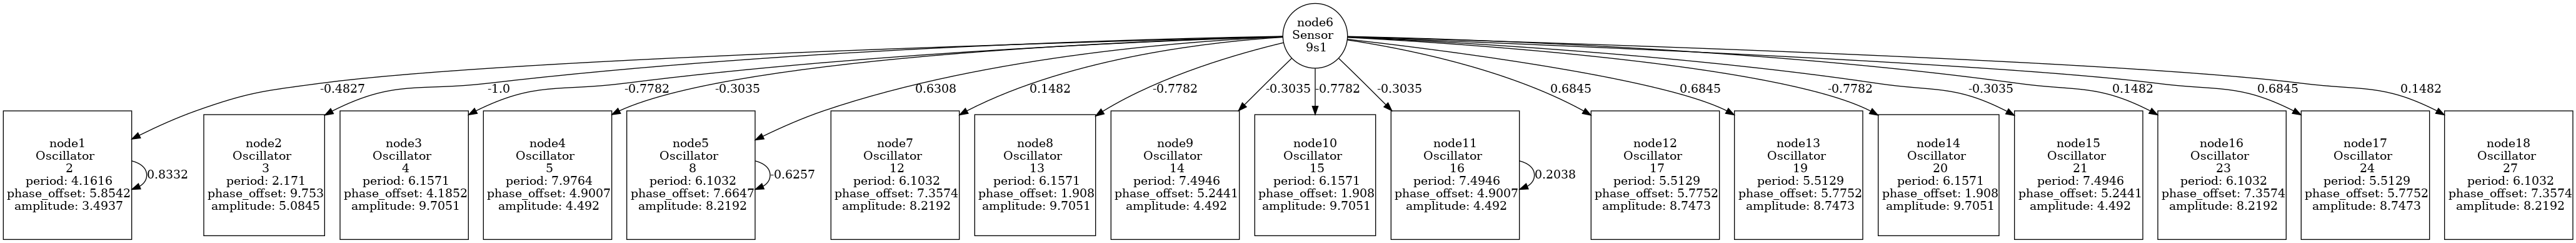 node6
Sensor
9s1
-0.4827
-1.0
-0.7782
-0.3035
0.6308
0.1482
-0.7782
-0.3035
-0.7782
-0.3035
0.6845
0.6845
-0.7782
-0.3035
0.1482
0.6845
0.1482
node1
Oscillator
2
period: 4.1616
phase_offset: 5.8542
amplitude: 3.4937
0.8332
node2
Oscillator
3
period: 2.171
phase_offset: 9.753
amplitude: 5.0845
node3
Oscillator
4
period: 6.1571
phase_offset: 4.1852
amplitude: 9.7051
node4
Oscillator
5
period: 7.9764
phase_offset: 4.9007
amplitude: 4.492
node5
Oscillator
8
period: 6.1032
phase_offset: 7.6647
amplitude: 8.2192
-0.6257
node7
Oscillator
12
period: 6.1032
phase_offset: 7.3574
amplitude: 8.2192
node8
Oscillator
13
period: 6.1571
phase_offset: 1.908
amplitude: 9.7051
node9
Oscillator
14
period: 7.4946
phase_offset: 5.2441
amplitude: 4.492
node10
Oscillator
15
period: 6.1571
phase_offset: 1.908
amplitude: 9.7051
node11
Oscillator
16
period: 7.4946
phase_offset: 4.9007
amplitude: 4.492
0.2038
node12
Oscillator
17
period: 5.5129
phase_offset: 5.7752
amplitude: 8.7473
node13
Oscillator
19
period: 5.5129
phase_offset: 5.7752
amplitude: 8.7473
node14
Oscillator
20
period: 6.1571
phase_offset: 1.908
amplitude: 9.7051
node15
Oscillator
21
period: 7.4946
phase_offset: 5.2441
amplitude: 4.492
node16
Oscillator
23
period: 6.1032
phase_offset: 7.3574
amplitude: 8.2192
node17
Oscillator
24
period: 5.5129
phase_offset: 5.7752
amplitude: 8.7473
node18
Oscillator
27
period: 6.1032
phase_offset: 7.3574
amplitude: 8.2192